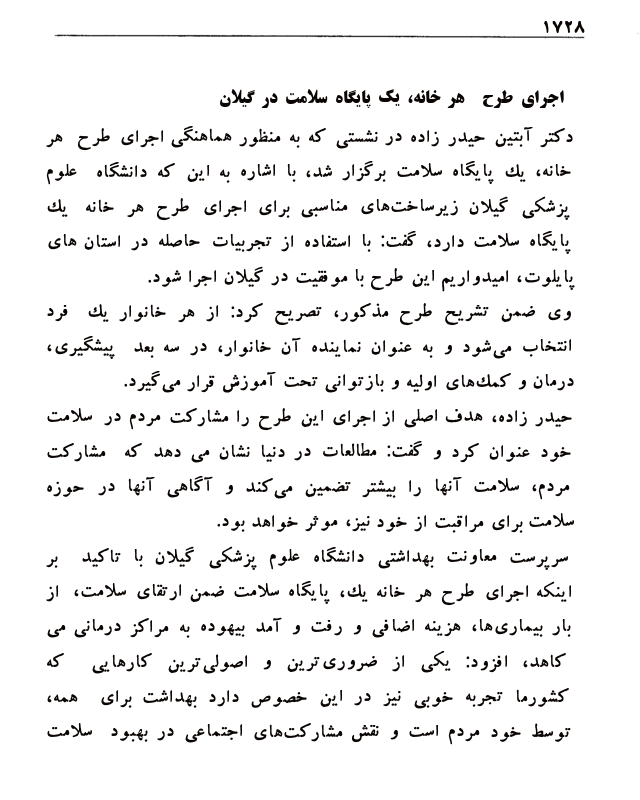 ۱۷۲۸
اجرای طرح هر خانه، یک پایگاه سلامت در گیلان
دکتر آبتین حیدر زاده در نشستی که به منظور هماهنگی اجرای طرح هر
خانه، یك پایگاه سلامت برگزار شد، با اشاره به این که دانشگاه علوم
پزشکی گیلان زیرساخت‌های مناسبی برای اجرای طرح هر خانه یك
پایگاه سلامت دارد، گفت: با استفاده از تجربیات حاصله در استان های
پایلوت، امیدواریم این طرح با موفقیت در گیلان اجرا شود.
وی ضمن تشریح طرح مذکور، تصریح کرد: از هر خانوار یك فرد
انتخاب می‌شود و به عنوان نماینده آن خانوار، در سه بعد پیشگیری،
درمان و کمك‌های اولیه و بازتوانی تحت آموزش قرار می‌گیرد.
حیدر زاده، هدف اصلی از اجرای این طرح را مشارکت مردم در سلامت
خود عنوان کرد و گفت: مطالعات در دنیا نشان می دهد که مشارکت
مردم، سلامت آنها را بیشتر تضمین می‌کند و آگاهی آنها در حوزه
سلامت برای مراقبت از خود نیز، موثر خواهد بود.
سرپرست معاونت بهداشتی دانشگاه علوم پزشکی گیلان با تاکید بر
اینکه اجرای طرح هر خانه یك، پایگاه سلامت ضمن ارتقای سلامت، از
بار بیماری‌ها، هزینه اضافی و رفت و آمد بیهوده به مراکز درمانی می
کاهد، افزود: یکی از ضروری‌ترین و اصولی‌ترین کارهایی که
کشورما تجربه خوبی نیز در این خصوص دارد بهداشت برای همه،
توسط خود مردم است و نقش مشارکت‌های اجتماعی در بهبود سلامت